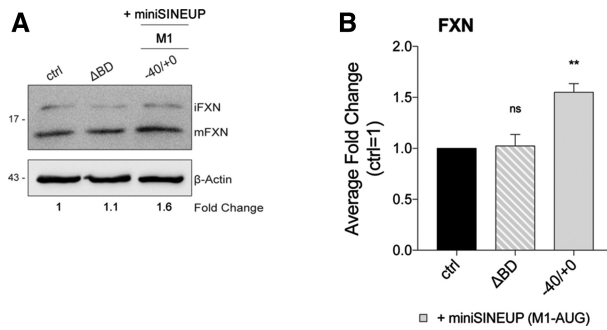 A
+ miniSINEUP
M1
ctrl ΔBD -40/+0
iFXN
17 -
mFXN
43 - β-Actin
1 1.1 1.6 Fold Change
B
FXN
Average Fold Change
(ctrl=1)
2.0
1.5
1.0
0.5
0.0
ns
**
ctrl ΔBD -40/+0
+ miniSINEUP (M1-AUG)